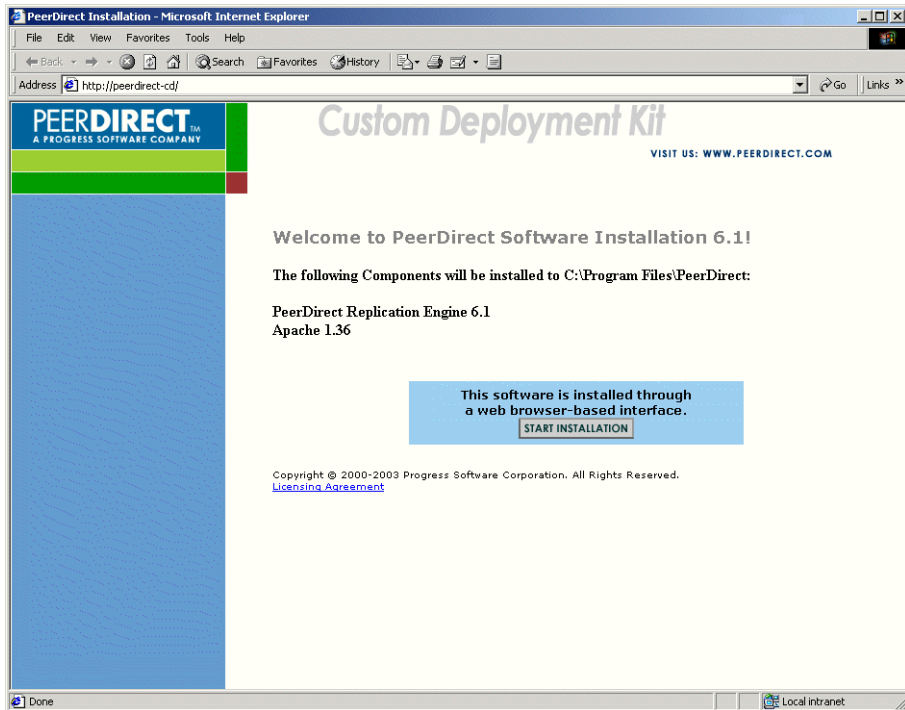 PeerDirect Installation - Microsoft Internet Explorer
File Edit View Favorites Tools Help
Back Search Favorites History
Address http://peerdirect-cd/ Go Links »
PEERDIRECT TM
A PROGRESS SOFTWARE COMPANY
Custom Deployment Kit
VISIT US: WWW.PEERDIRECT.COM
Welcome to PeerDirect Software Installation 6.1!
The following Components will be installed to C:\Program Files\PeerDirect:
PeerDirect Replication Engine 6.1
Apache 1.36
This software is installed through
a web browser-based interface.
START INSTALLATION
Copyright © 2000-2003 Progress Software Corporation. All Rights Reserved.
Licensing Agreement
Done Local intranet